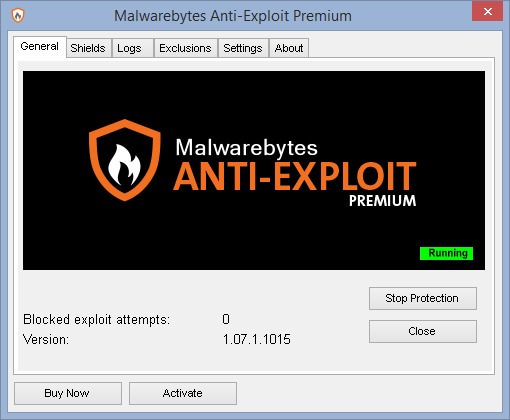 Malwarebytes Anti-Exploit Premium
General Shields Logs Exclusions Settings About
Malwarebytes
ANTI-EXPLOIT
PREMIUM
Running
Stop Protection
Blocked exploit attempts: 0
Close
Version: 1.07.1.1015
Buy Now Activate